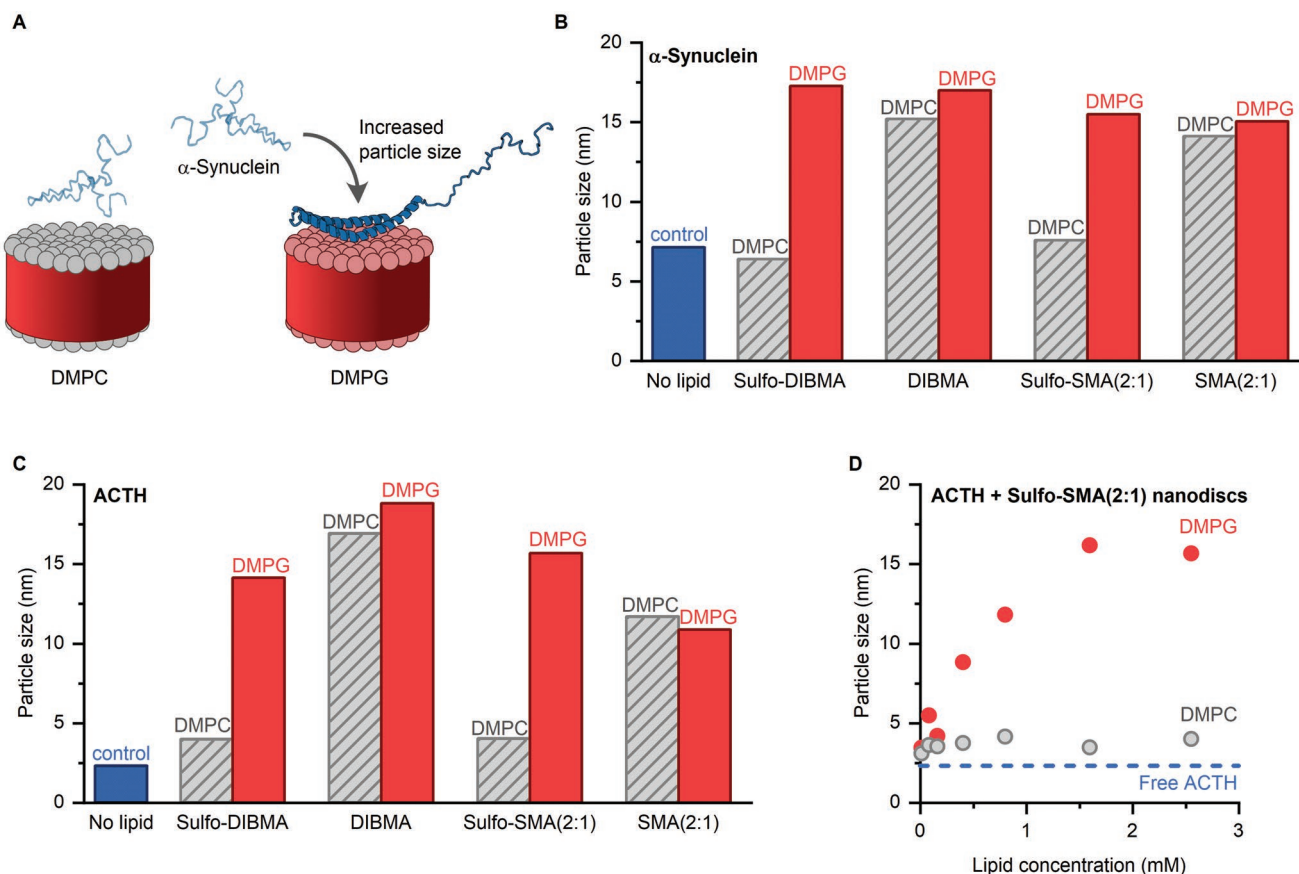 A
α-Synuclein
Increased
particle size
DMPC
DMPG
B
α-Synuclein
Particle size (nm)
20
15
10
5
0
control
DMPC
DMPG
DMPC
DMPG
DMPC
DMPG
DMPC
DMPG
No lipid
Sulfo-DIBMA
DIBMA
Sulfo-SMA(2:1)
SMA(2:1)
C
ACTH
Particle size (nm)
20
15
10
5
0
control
DMPC
DMPG
DMPC
DMPG
DMPC
DMPG
DMPC
DMPG
No lipid
Sulfo-DIBMA
DIBMA
Sulfo-SMA(2:1)
SMA(2:1)
D
ACTH + Sulfo-SMA(2:1) nanodiscs
Particle size (nm)
20
15
10
5
0
DMPG
DMPC
Free ACTH
0
1
2
3
Lipid concentration (mM)